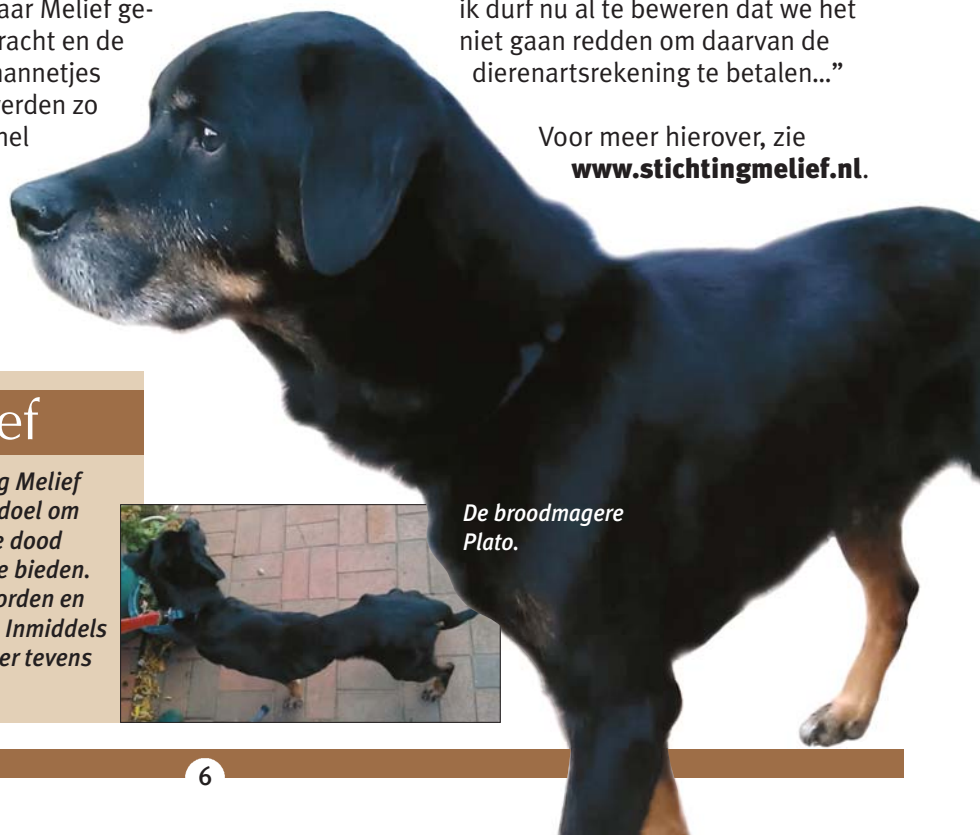 aar Melief ge-
racht en de
nannetjes
erden zo
nel
ik durf nu al te beweren dat we het
niet gaan redden om daarvan de
dierenartsrekening te betalen...”
Voor meer hierover, zie
www.stichtingmelief.nl.
ef
g Melief
doel om
e dood
e bieden.
orden en
Inmiddels
er tevens
De broodmagere
Plato.
6